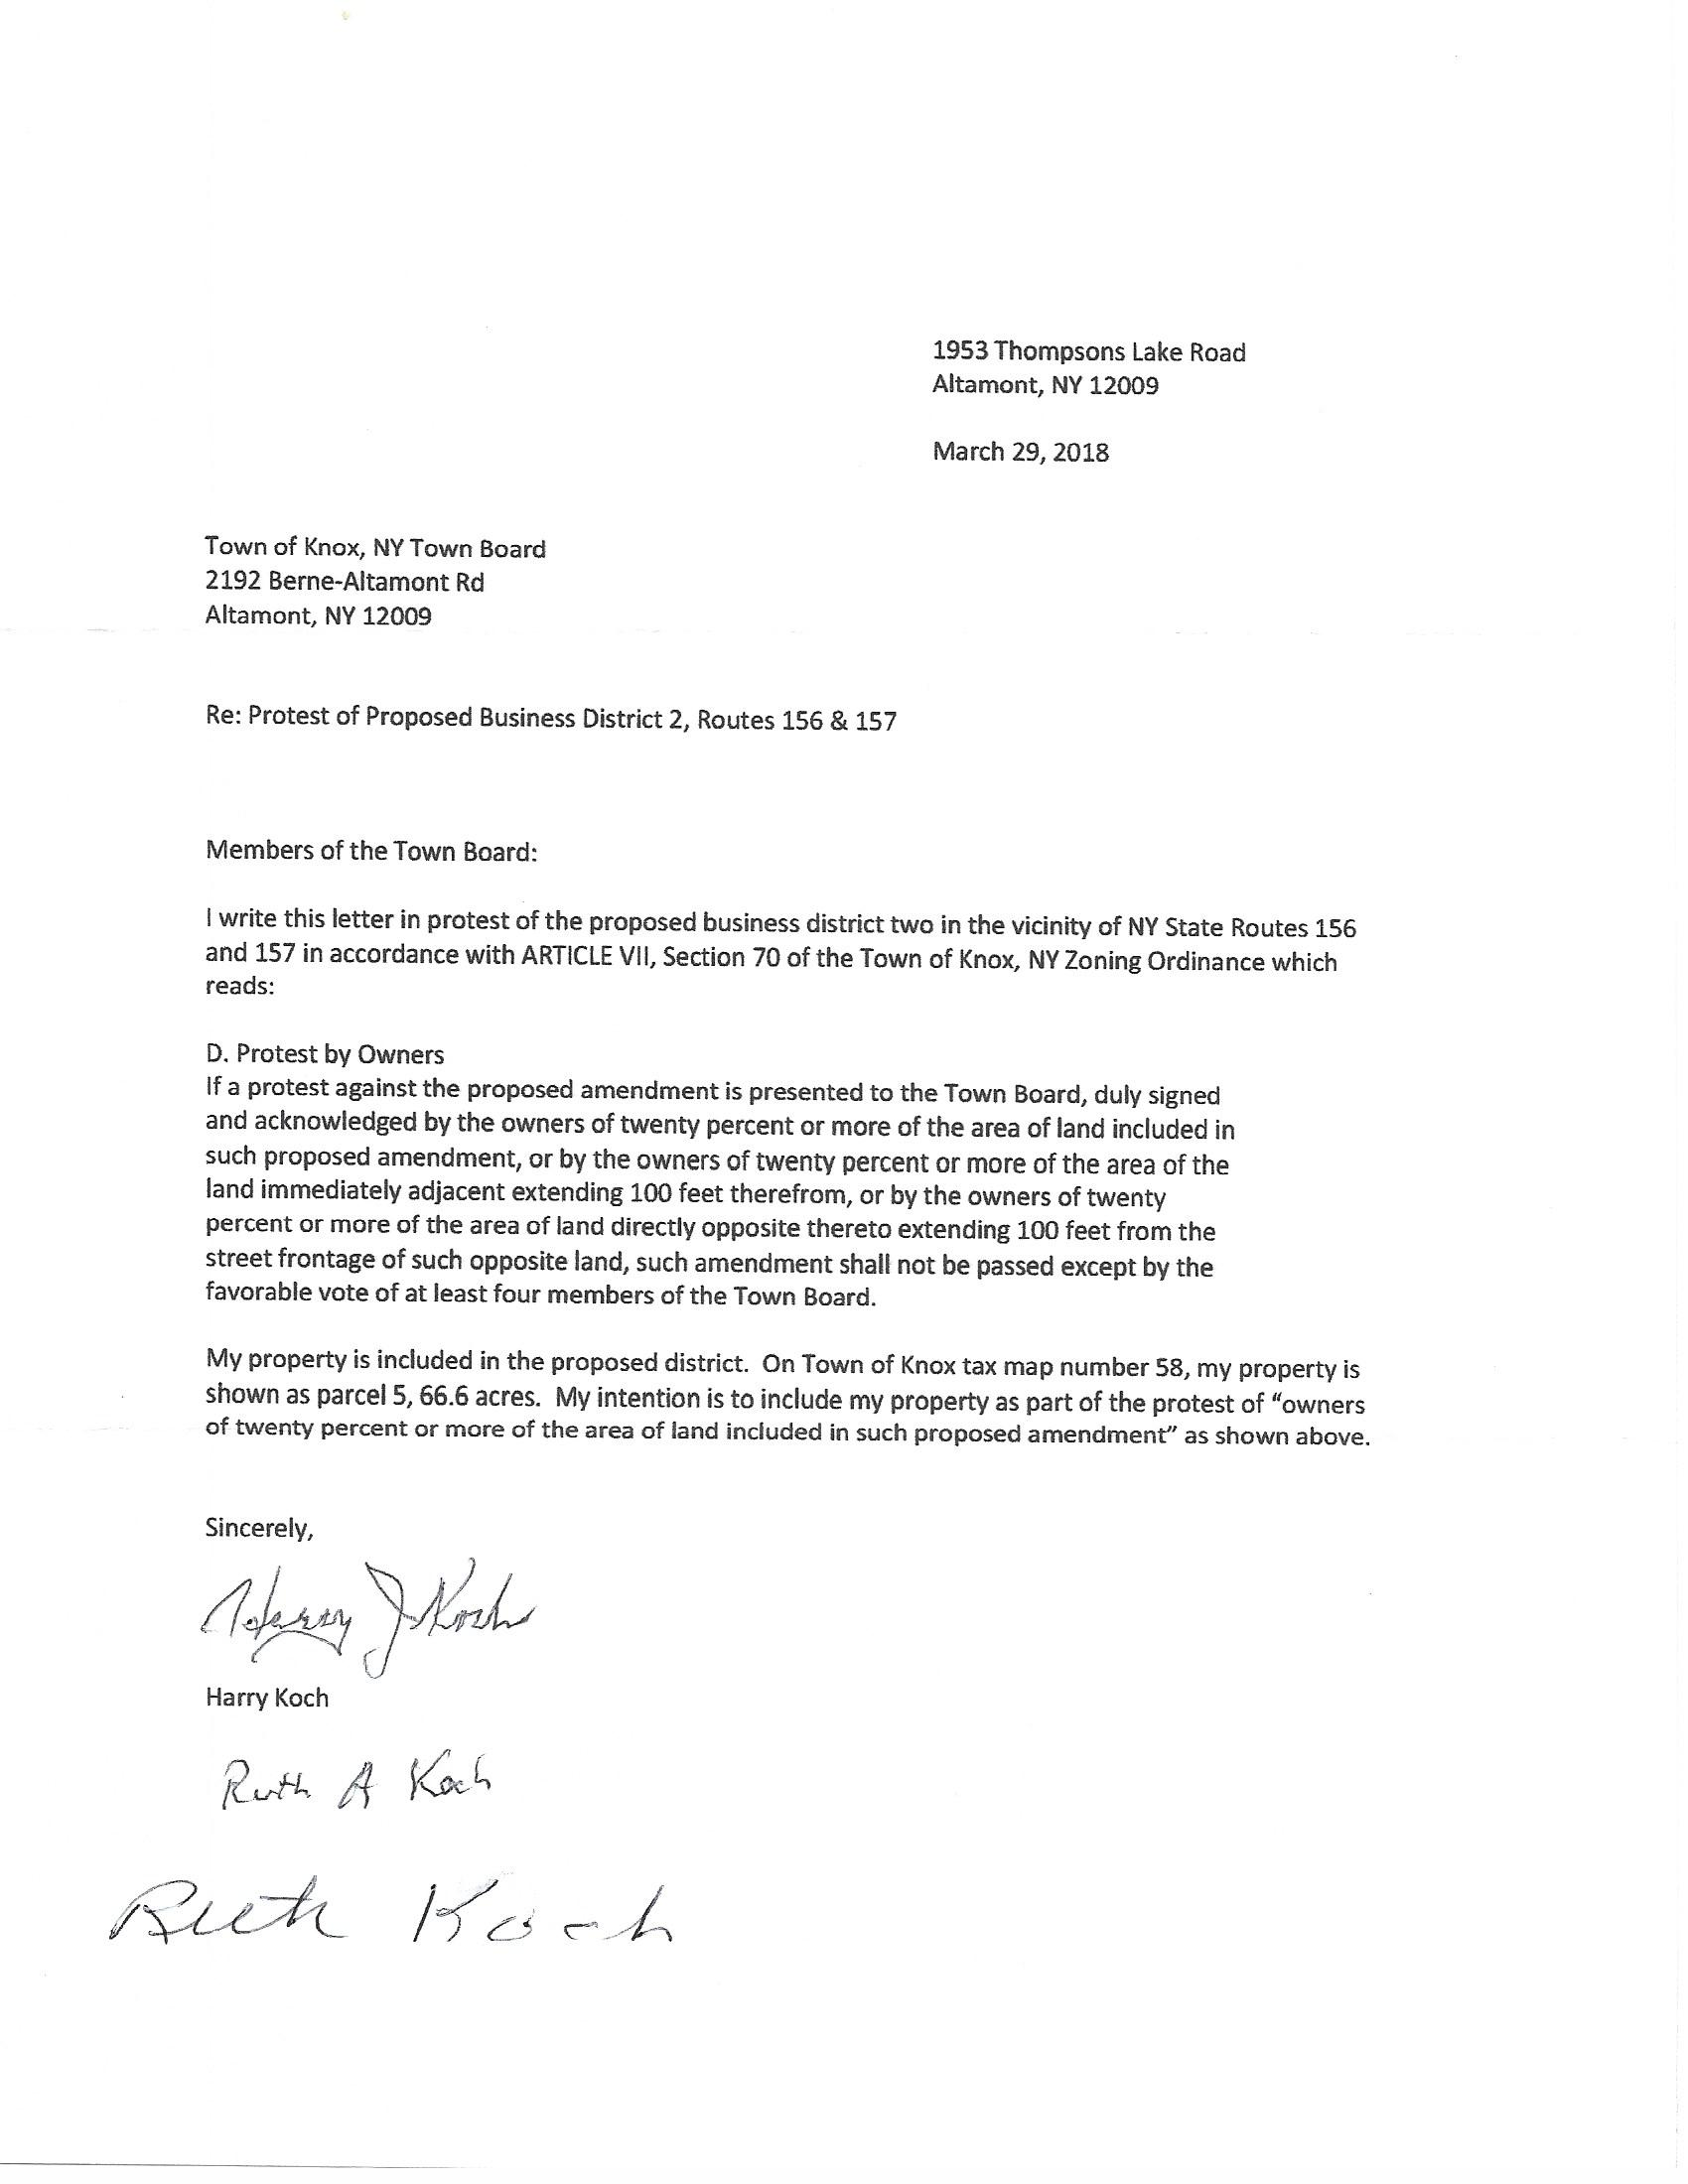 1953 Thompsons Lake Road
Altamont, NY 12009
March 29, 2018
Town of Knox, NY Town Board
2192 Berne-Altamont Rd
Altamont, NY 12009
Re: Protest of Proposed Business District 2, Routes 156 & 157
Members of the Town Board:
I write this letter in protest of the proposed business district two in the vicinity of NY State Routes 156
and 157 in accordance with ARTICLE VII, Section 70 of the Town of Knox, NY Zoning Ordinance which
reads:
D. Protest by Owners
If a protest against the proposed amendment is presented to the Town Board, duly signed
and acknowledged by the owners of twenty percent or more of the area of land included in
such proposed amendment, or by the owners of twenty percent or more of the area of the
land immediately adjacent extending 100 feet therefrom, or by the owners of twenty
percent or more of the area of land directly opposite thereto extending 100 feet from the
street frontage of such opposite land, such amendment shall not be passed except by the
favorable vote of at least four members of the Town Board.
My property is included in the proposed district. On Town of Knox tax map number 58, my property is
shown as parcel 5, 66.6 acres. My intention is to include my property as part of the protest of “owners
of twenty percent or more of the area of land included in such proposed amendment” as shown above.
Sincerely,
Harry J Koch
Harry Koch
Ruth A Koch
Ruth Koch